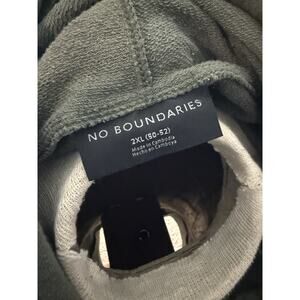 NO BOUNDARIES
2XL (50-52)
Made in Cambodia
Hecho en Camboya